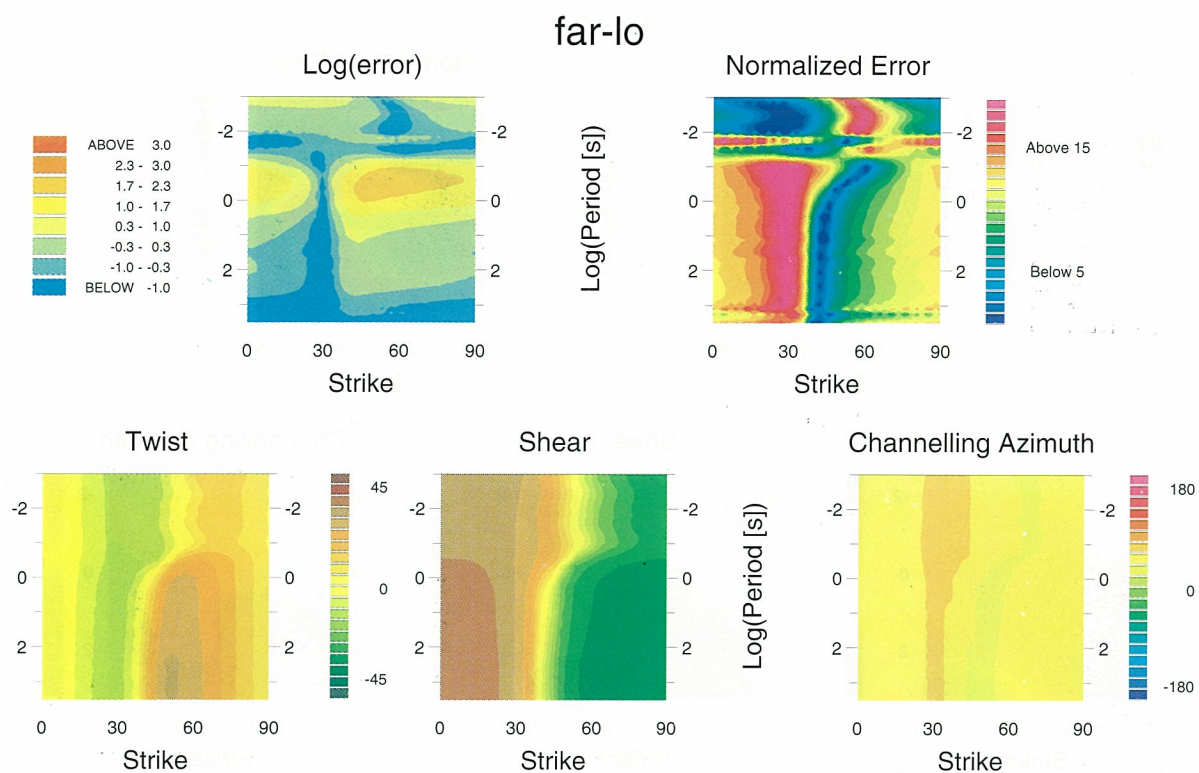 far-lo
Log(error)
Normalized Error
ABOVE 3.0
2.3 - 3.0
1.7 - 2.3
1.0 - 1.7
0.3 - 1.0
-0.3 - 0.3
-1.0 - -0.3
BELOW -1.0
-2
0
2
0 30 60 90
Strike
Log(Period [s])
-2
0
2
0 30 60 90
Strike
Above 15
Below 5
Twist
Shear
Channelling Azimuth
-2
0
2
-2
0
2
0 30 60 90
Strike
45
0
-45
-2
0
2
-2
0
2
0 30 60 90
Strike
Log(Period [s])
-2
0
2
-2
0
2
0 30 60 90
Strike
180
0
-180